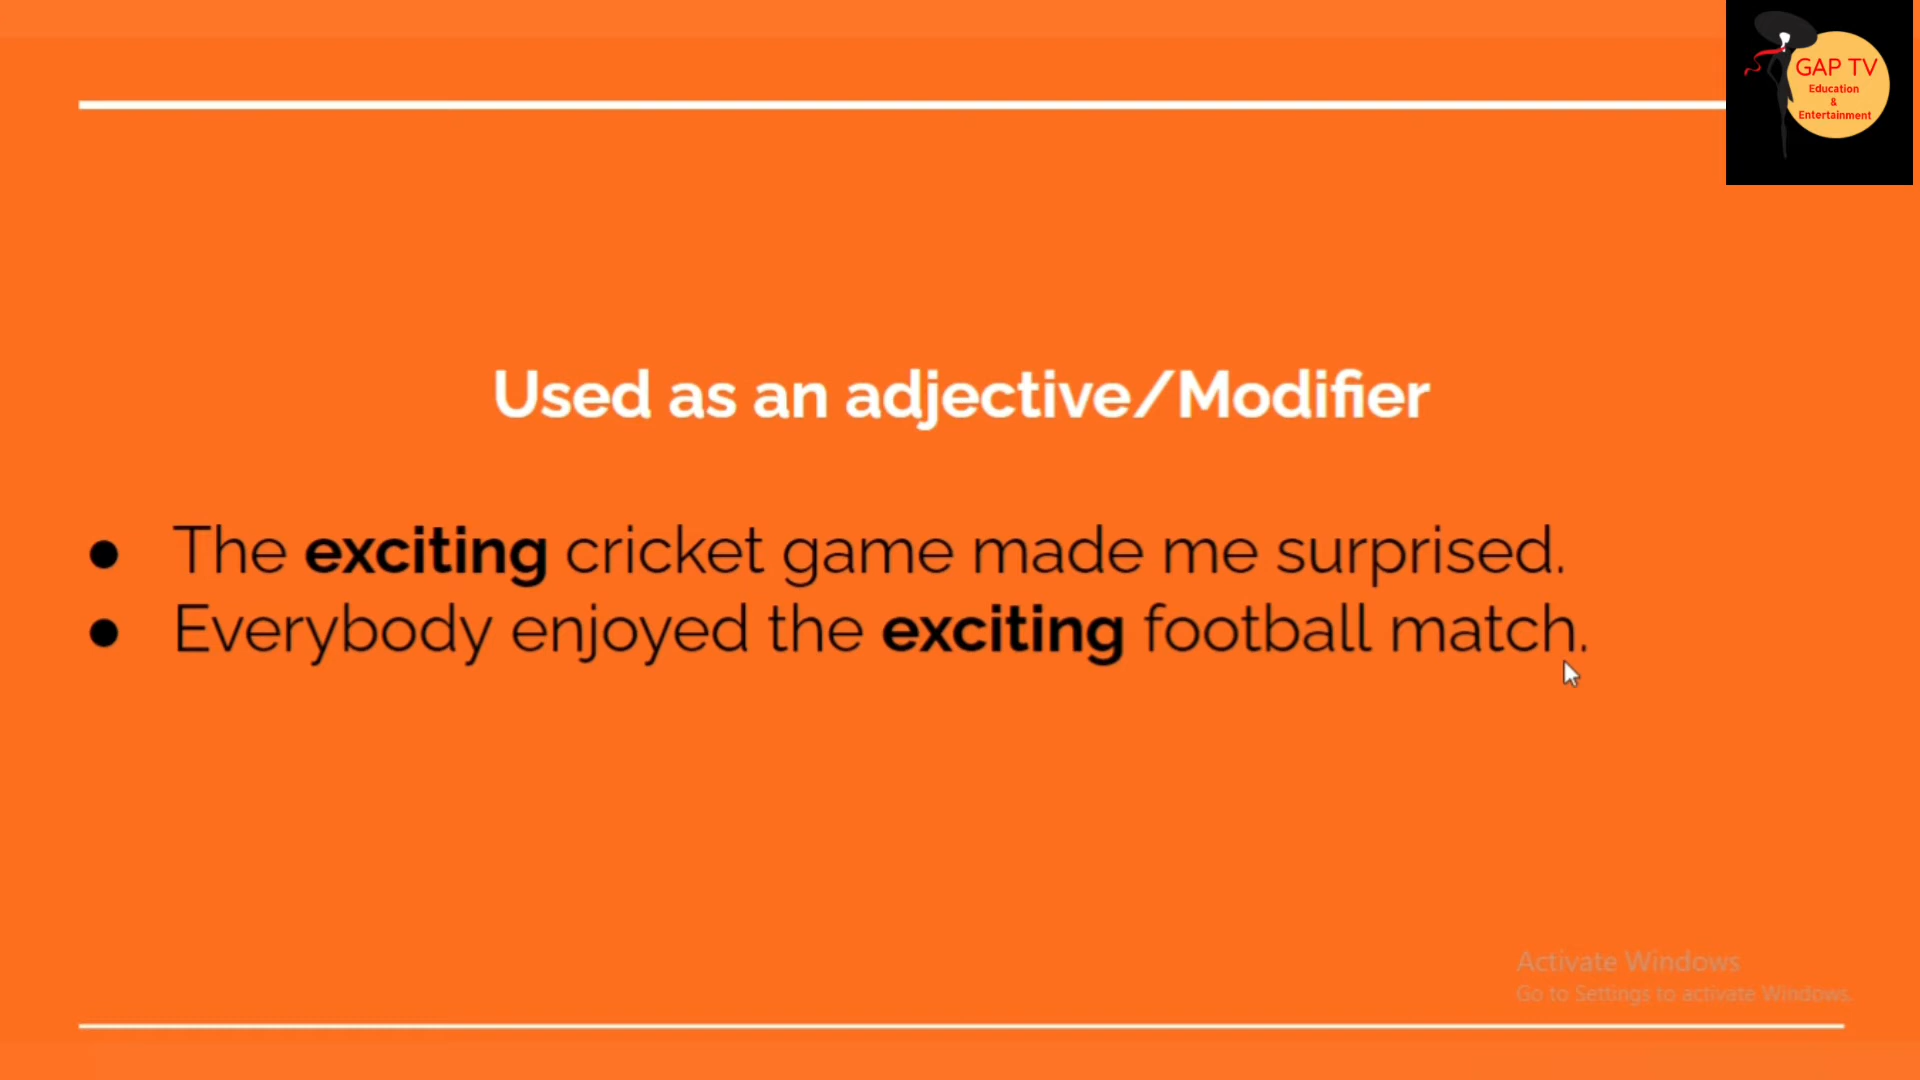 GAP TV
Education
&
Entertainment
Used as an adjective/Modifier
● The exciting cricket game made me surprised.
● Everybody enjoyed the exciting football match.
Activate Windows
Go to Settings to activate Windows.